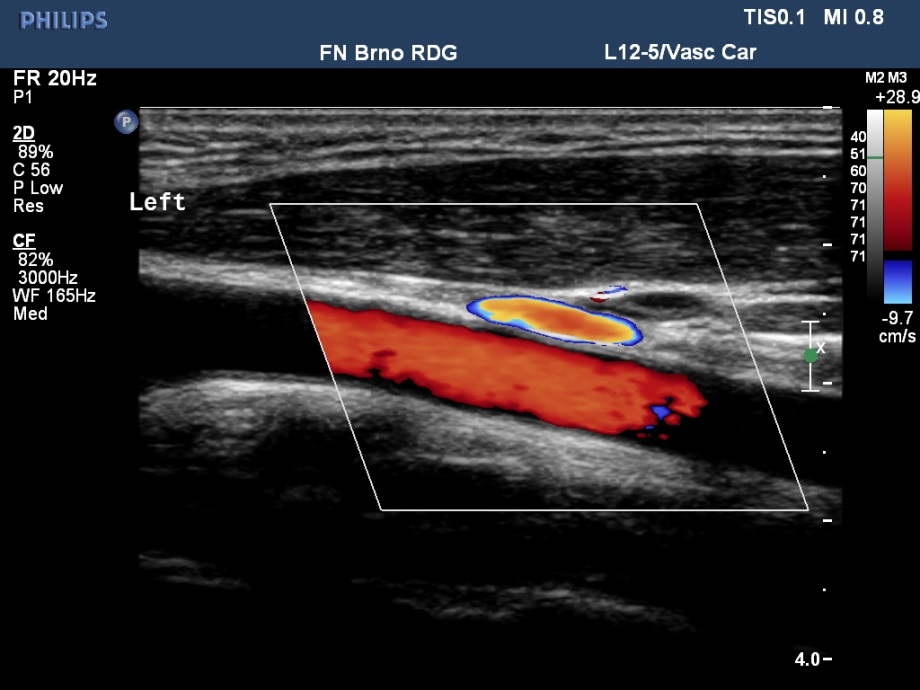 PHILIPS
TIS0.1 MI 0.8
FN Brno RDG
L12-5/Vasc Car
FR 20Hz
P1
2D
89%
C 56
P Low
Res
CF
82%
3000Hz
WF 165Hz
Med
P
Left
M2 M3
+28.9
40
51
60
70
71
71
71
71
-9.7
cm/s
x
4.0